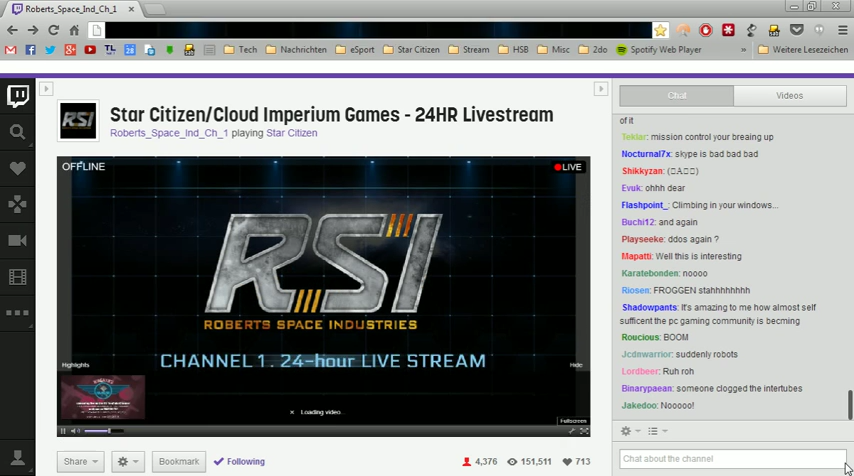 Roberts_Space_Ind_Ch_1
Tech
Nachrichten
eSport
Star Citizen
Stream
HSB
Misc
2do
Spotify Web Player
»
Weitere Lesezeichen
RSI
Star Citizen/Cloud Imperium Games - 24HR Livestream
Roberts_Space_Ind_Ch_1 playing Star Citizen
OFFLINE
LIVE
RSI
ROBERTS SPACE INDUSTRIES
CHANNEL 1. 24-hour LIVE STREAM
Highlights
Hide
Loading video
Fullscreen
Share
Bookmark
Following
4,376
151,511
713
Chat
Videos
of it
Teklar: mission control your breaing up
Nocturnal7x: skype is bad bad bad
Shikkyzan:
Evuk: ohhh dear
Flashpoint_: Climbing in your windows...
Buchi12: and again
Playseeke: ddos again ?
Mapatti: Well this is interesting
Karatebonden: noooo
Riosen: FROGGEN stahhhhhhhh
Shadowpants: It's amazing to me how almost self
sufficent the pc gaming community is becming
Roucious: BOOM
Jcdnwarrior: suddenly robots
Lordbeer: Ruh roh
Binarypaean: someone clogged the intertubes
Jakedoo: Nooooo!
Chat about the channel